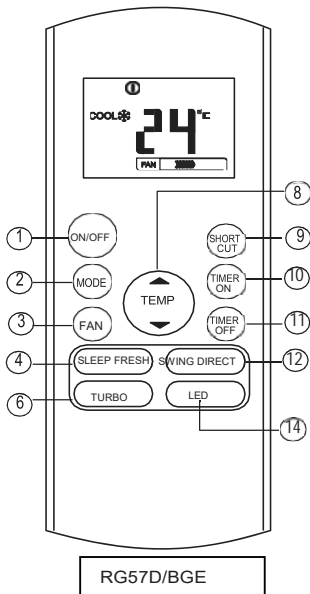 COOL
24 °C
FAN
8
1 ON/OFF
SHORT CUT 9
2 MODE
TIMER ON 10
TEMP
3 FAN
TIMER OFF 11
4 SLEEP FRESH
SWING DIRECT 12
6 TURBO
LED
14
RG57D/BGE